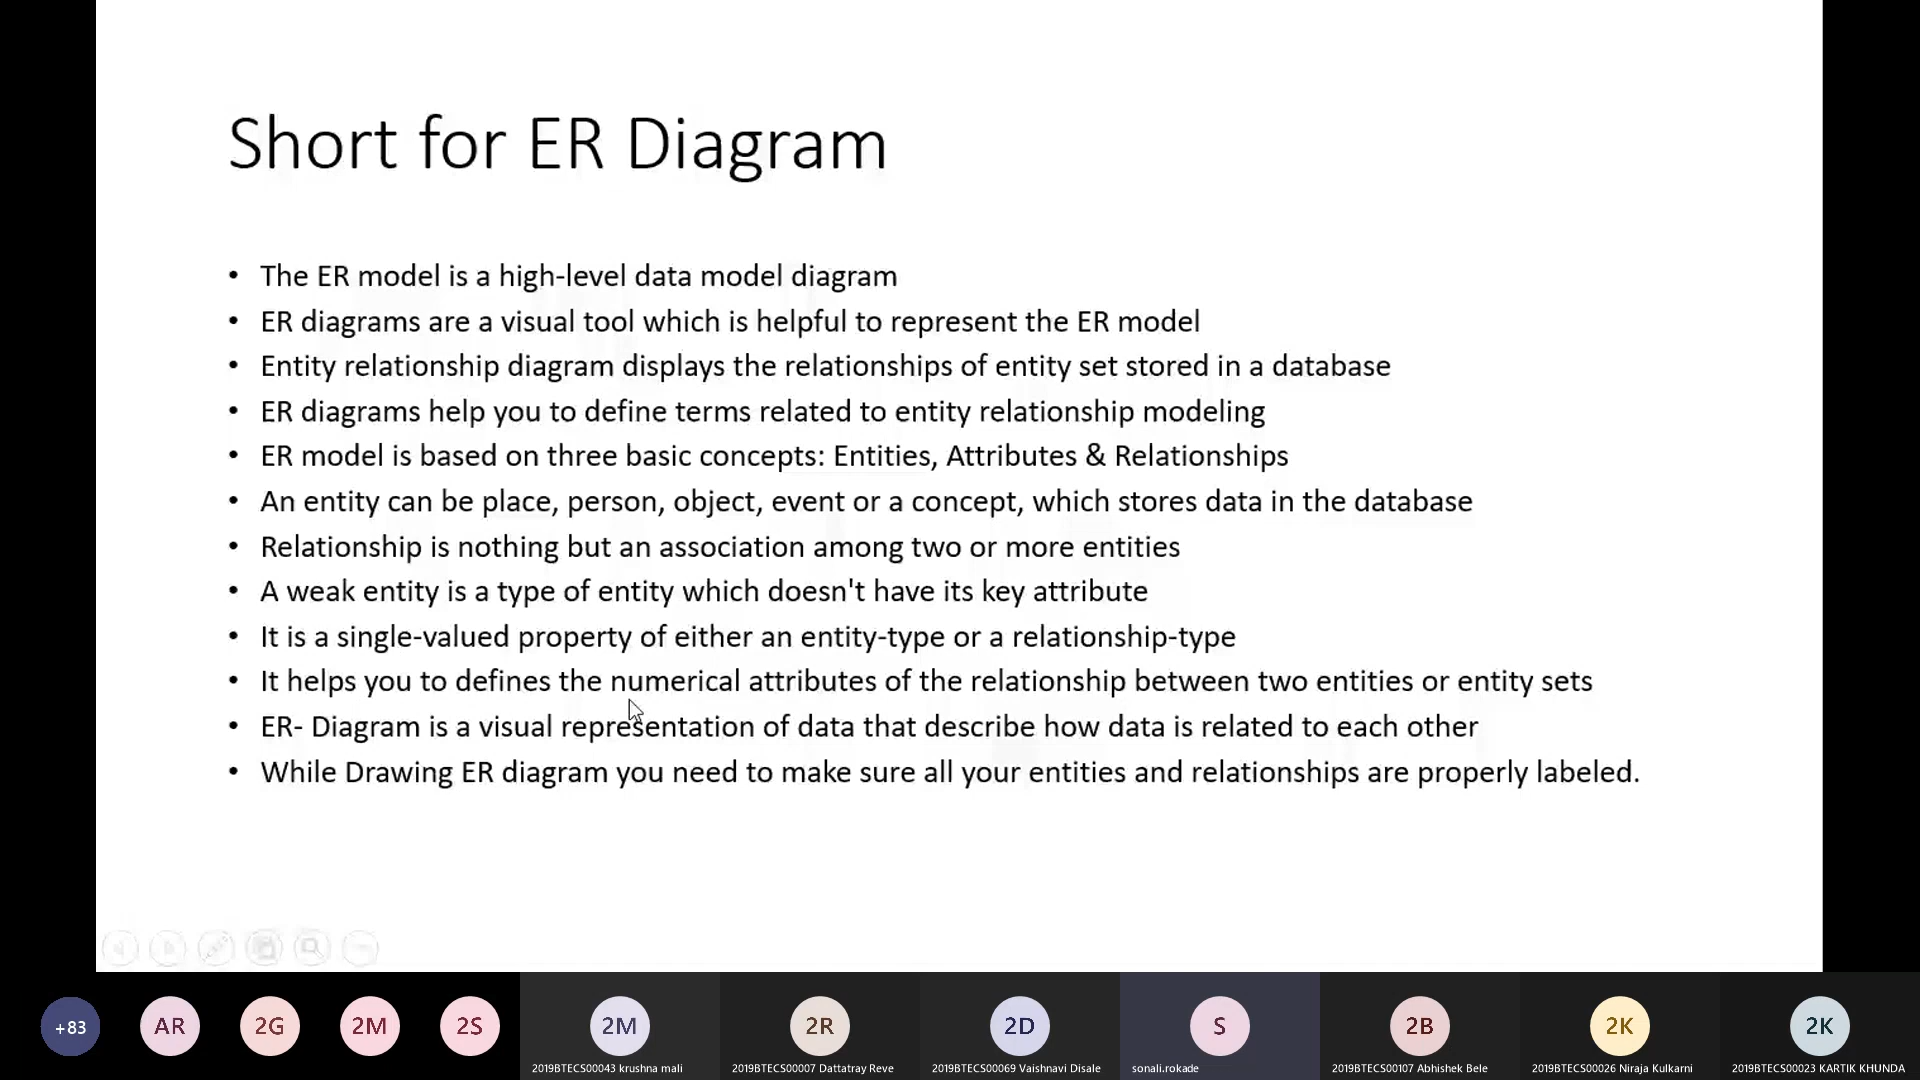 Short for ER Diagram
• The ER model is a high-level data model diagram
• ER diagrams are a visual tool which is helpful to represent the ER model
• Entity relationship diagram displays the relationships of entity set stored in a database
• ER diagrams help you to define terms related to entity relationship modeling
• ER model is based on three basic concepts: Entities, Attributes & Relationships
• An entity can be place, person, object, event or a concept, which stores data in the database
• Relationship is nothing but an association among two or more entities
• A weak entity is a type of entity which doesn't have its key attribute
• It is a single-valued property of either an entity-type or a relationship-type
• It helps you to defines the numerical attributes of the relationship between two entities or entity sets
• ER- Diagram is a visual representation of data that describe how data is related to each other
• While Drawing ER diagram you need to make sure all your entities and relationships are properly labeled.
+83 AR 2G 2M 2S 2M 2R 2D S 2B 2K 2K
2019BTECS00043 krushna mali 2019BTECS00007 Dattatray Reve 2019BTECS00069 Vaishnavi Disale sonali.rokade 2019BTECS00107 Abhishek Bele 2019BTECS00026 Niraja Kulkarni 2019BTECS00023 KARTIK KHUNDA